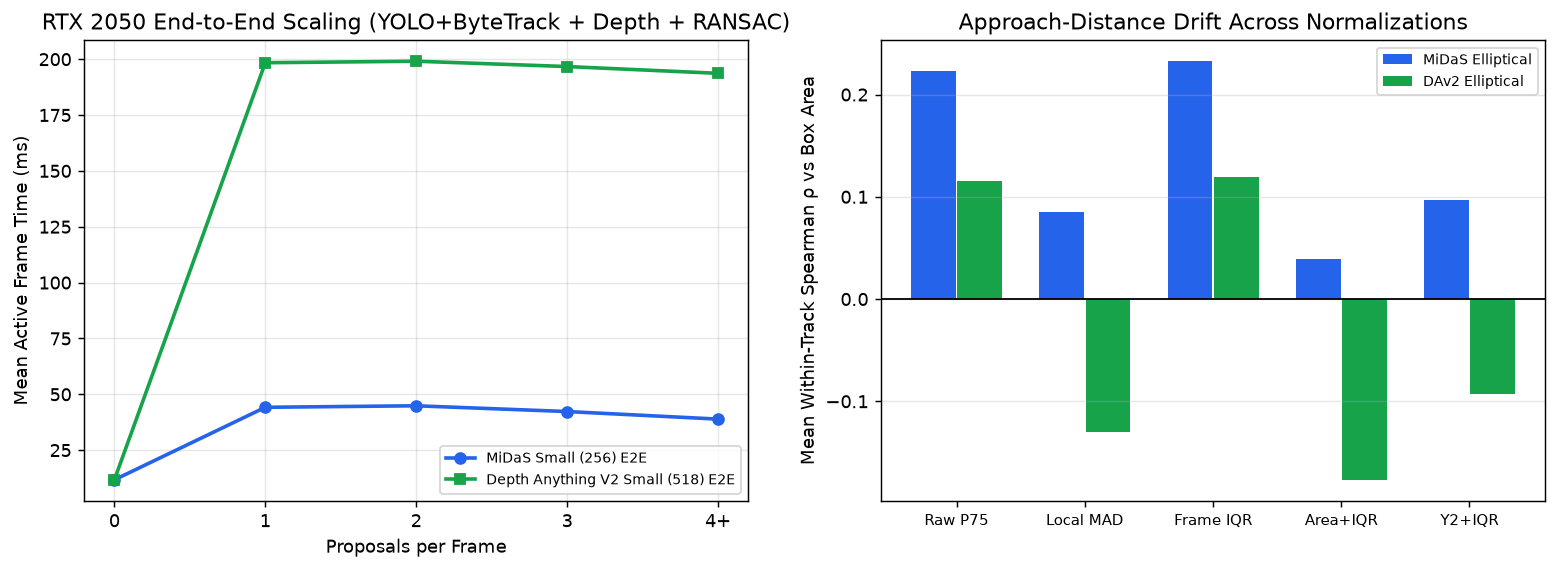 RTX 2050 End-to-End Scaling (YOLO+ByteTrack + Depth + RANSAC)
Mean Active Frame Time (ms)
200
175
150
125
100
75
50
25
0
1
2
3
4+
Proposals per Frame
MiDaS Small (256) E2E
Depth Anything V2 Small (518) E2E
Approach-Distance Drift Across Normalizations
Mean Within-Track Spearman ρ vs Box Area
0.2
0.1
0.0
−0.1
MiDaS Elliptical
DAv2 Elliptical
Raw P75
Local MAD
Frame IQR
Area+IQR
Y2+IQR